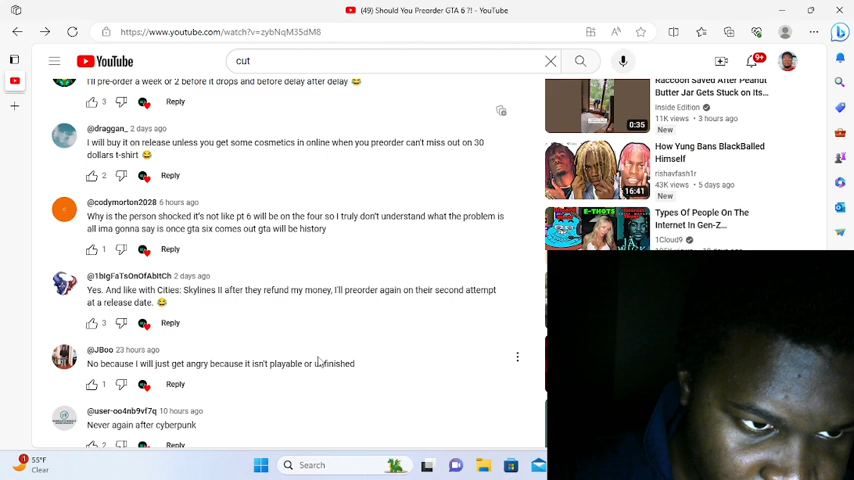 (49) Should You Preorder GTA 6 ?! - YouTube
https://www.youtube.com/watch?v=zybNqM35dM8
YouTube
cut
9+
I'll pre-order a week or 2 before it drops and before delay after delay 😂
3 Reply
@draggan_ 2 days ago
I will buy it on release unless you get some cosmetics in online when you preorder can't miss out on 30
dollars t-shirt 😂
2 Reply
@codymorton2028 6 hours ago
Why is the person shocked it's not like pt 6 will be on the four so I truly don't understand what the problem is
all ima gonna say is once gta six comes out gta will be history
1 Reply
@1bIgFaTsOnOfAbItCh 2 days ago
Yes. And like with Cities: Skylines II after they refund my money, I'll preorder again on their second attempt
at a release date. 😂
3 Reply
@JBoo 23 hours ago
No because I will just get angry because it isn't playable or unfinished
1 Reply
@user-oo4nb9vf7q 10 hours ago
Never again after cyberpunk
2 Reply
Raccoon Saved After Peanut
Butter Jar Gets Stuck on Its...
Inside Edition
11K views • 3 hours ago
New
0:35
How Yung Bans BlackBalled
Himself
rishavfash1r
43K views • 5 days ago
New
16:41
Types Of People On The
Internet In Gen-Z...
1Cloud9
E-THOTS
1
55°F
Clear
Search